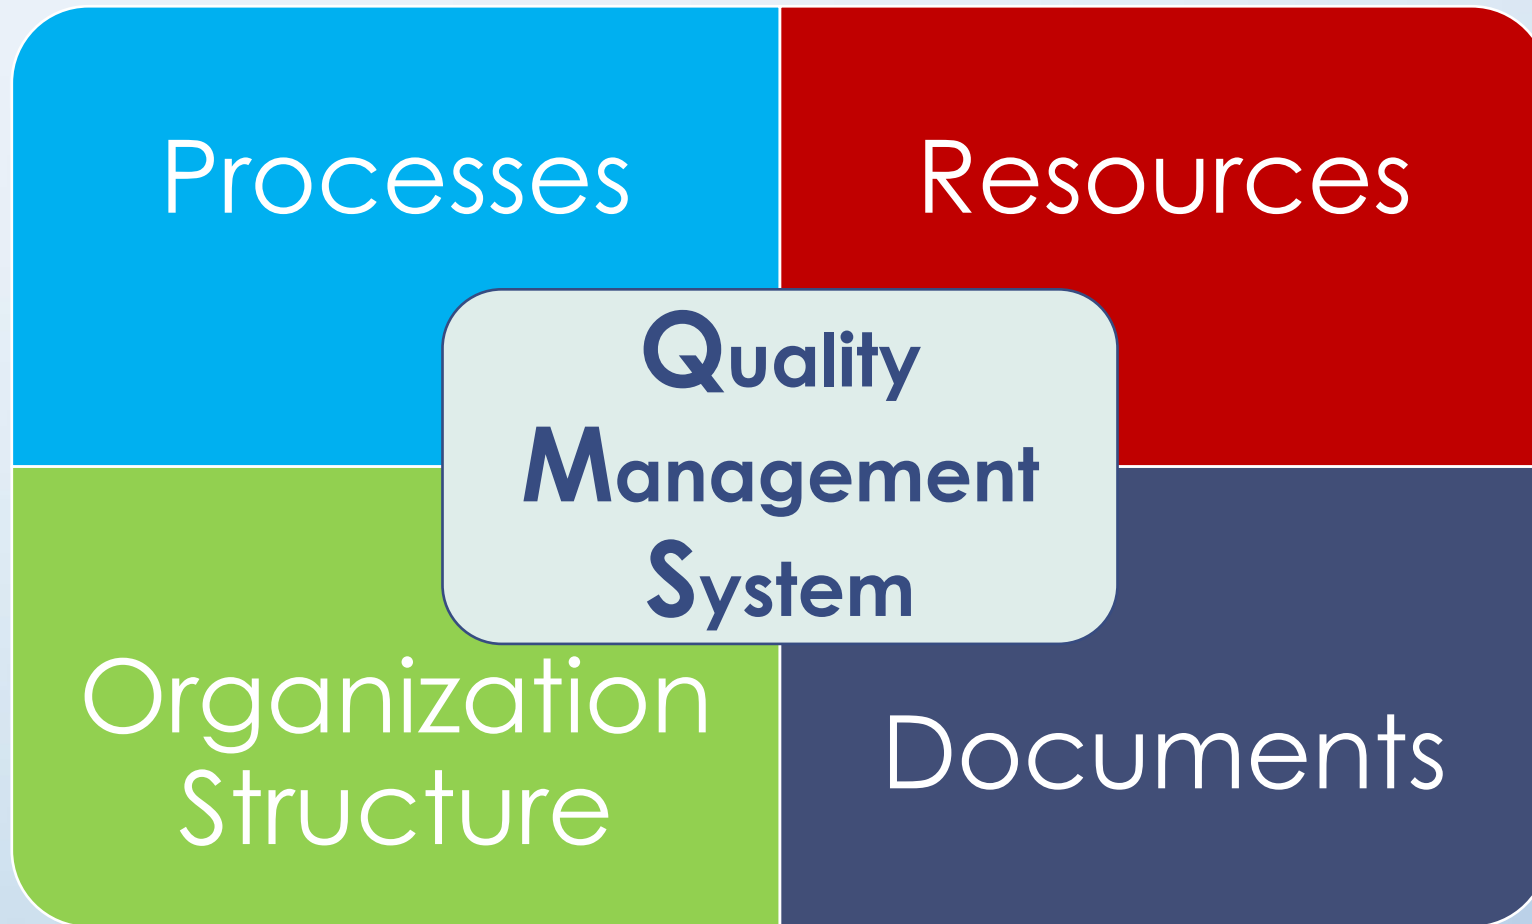 Processes
Resources
Quality
Management
System
Organization
Structure
Documents